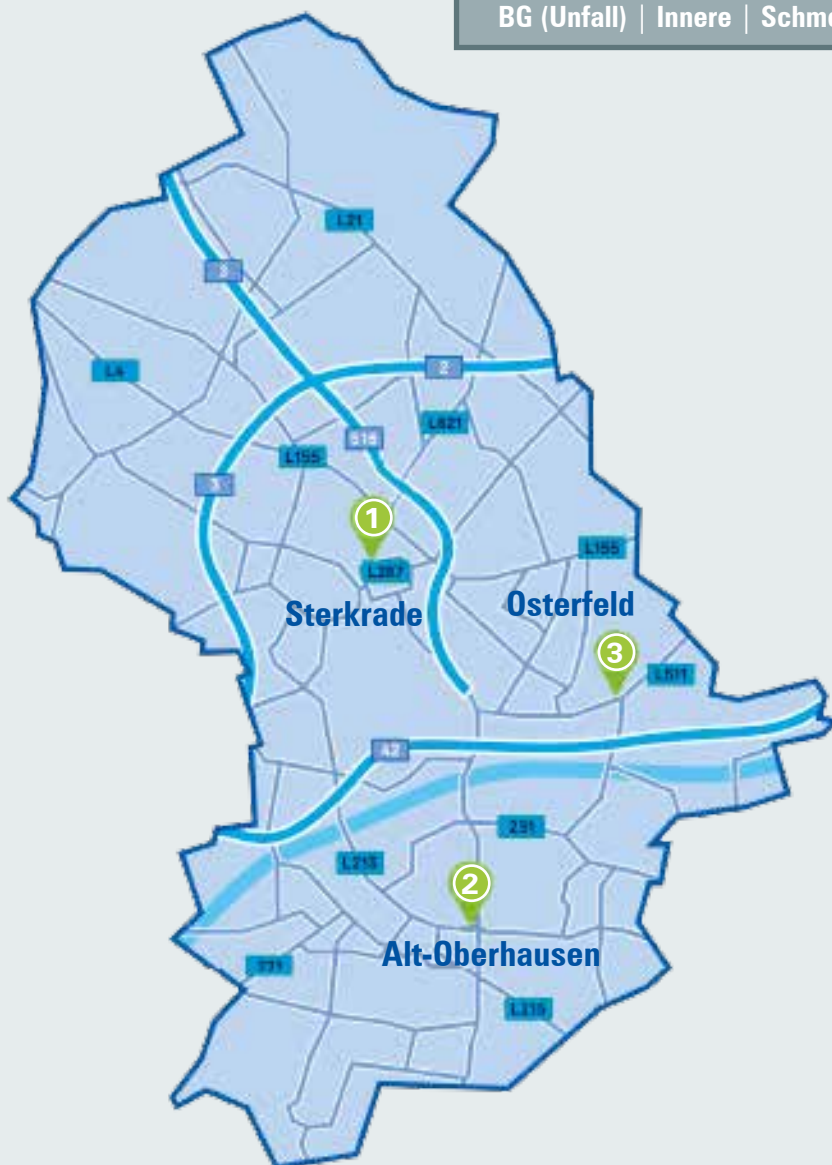 BG (Unfall) | Innere |
L21
3
2
L4
L621
516
L155
3
1
L287
L155
Sterkrade
Osterfeld
3
L511
42
231
L215
2
Alt-Oberhausen
L215